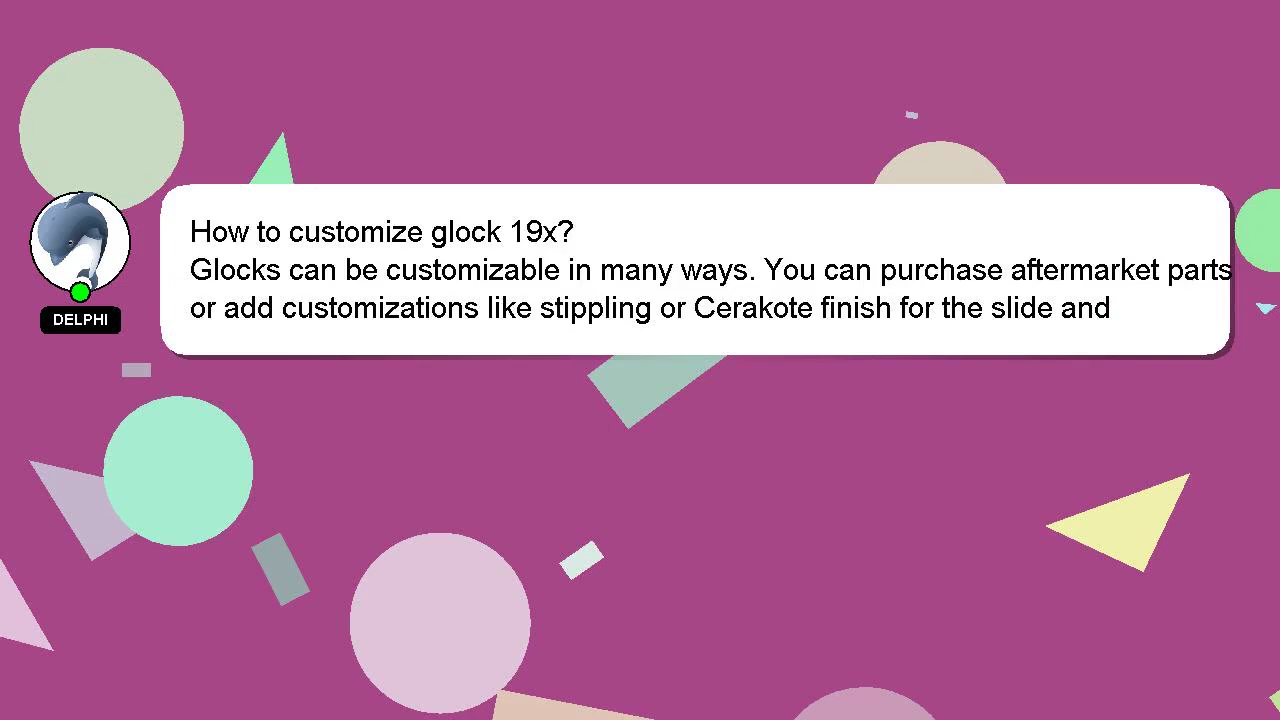 How to customize glock 19x?
Glocks can be customizable in many ways. You can purchase aftermarket parts
or add customizations like stippling or Cerakote finish for the slide and
DELPHI